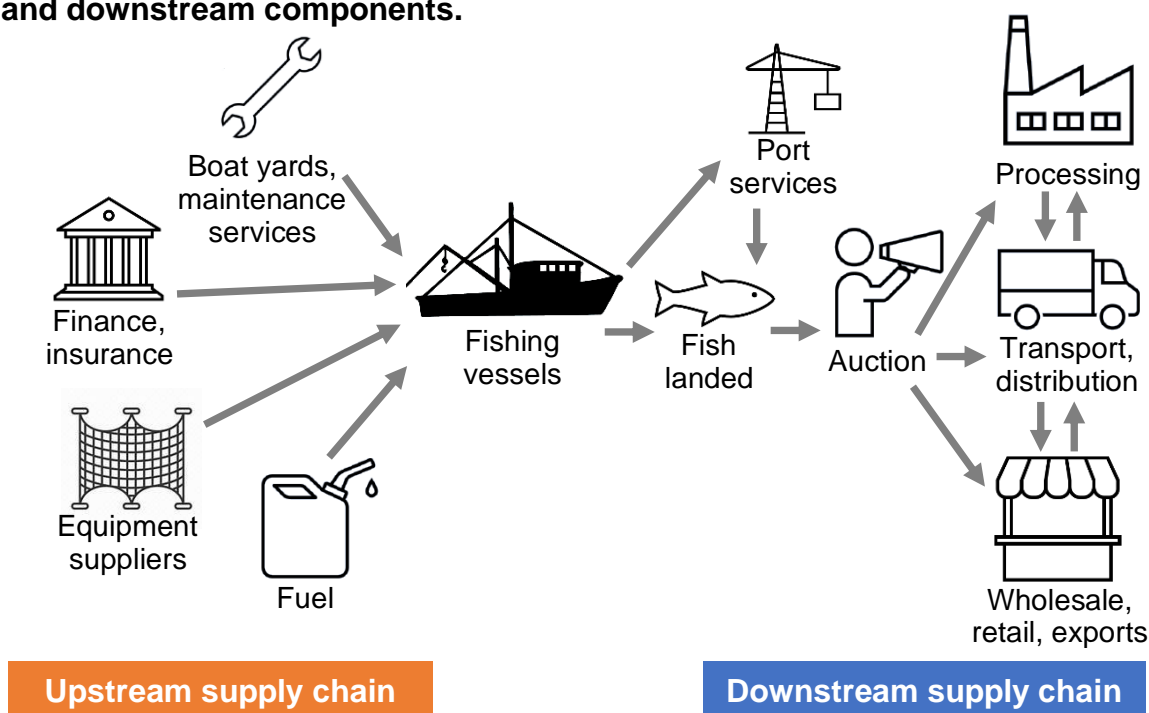 and downstream components.
Boat yards,
maintenance
services
Finance,
insurance
Equipment
suppliers
Fuel
Fishing
vessels
Port
services
Fish
landed
Auction
Processing
Transport,
distribution
Wholesale,
retail, exports
Upstream supply chain
Downstream supply chain